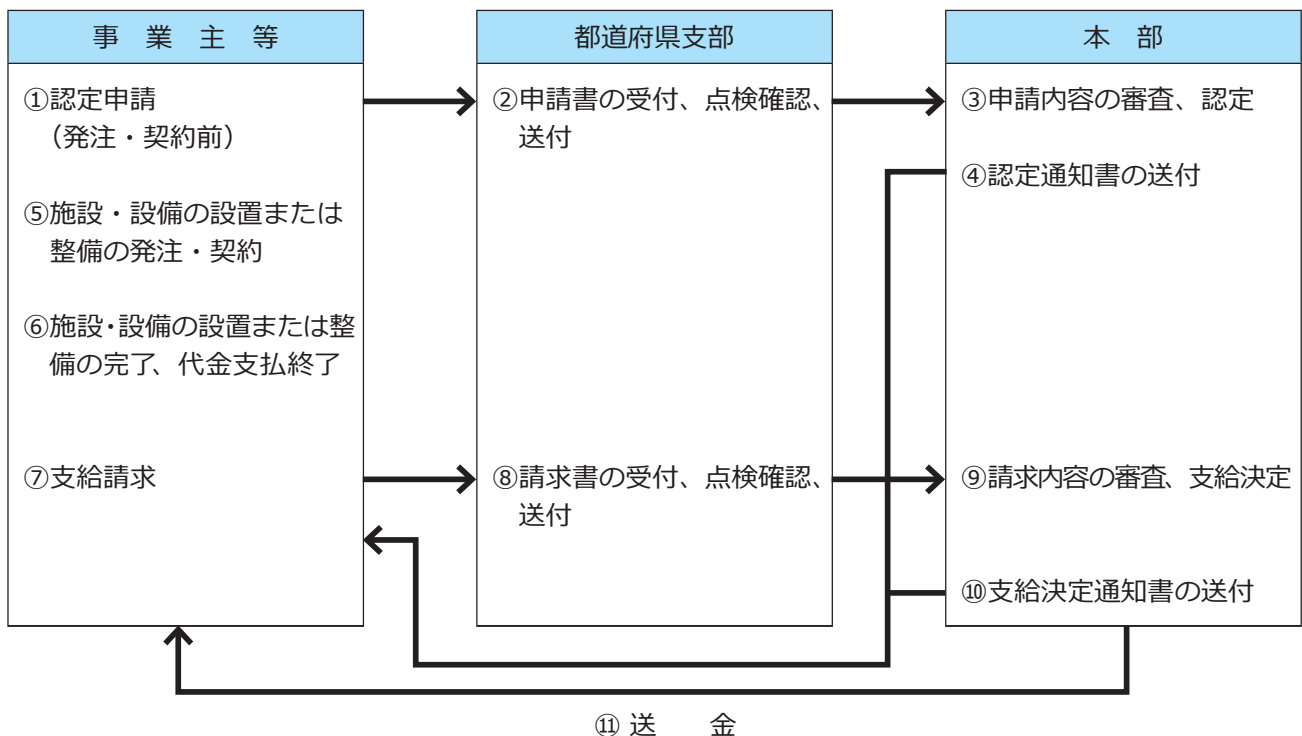 事 業 主 等
都道府県支部
本 部
①認定申請
（発注・契約前）
⑤施設・設備の設置または
整備の発注・契約
⑥施設・設備の設置または整
備の完了、代金支払終了
⑦支給請求
②申請書の受付、点検確認、
送付
⑧請求書の受付、点検確認、
送付
③申請内容の審査、認定
④認定通知書の送付
⑨請求内容の審査、支給決定
⑩支給決定通知書の送付
⑪ 送 金